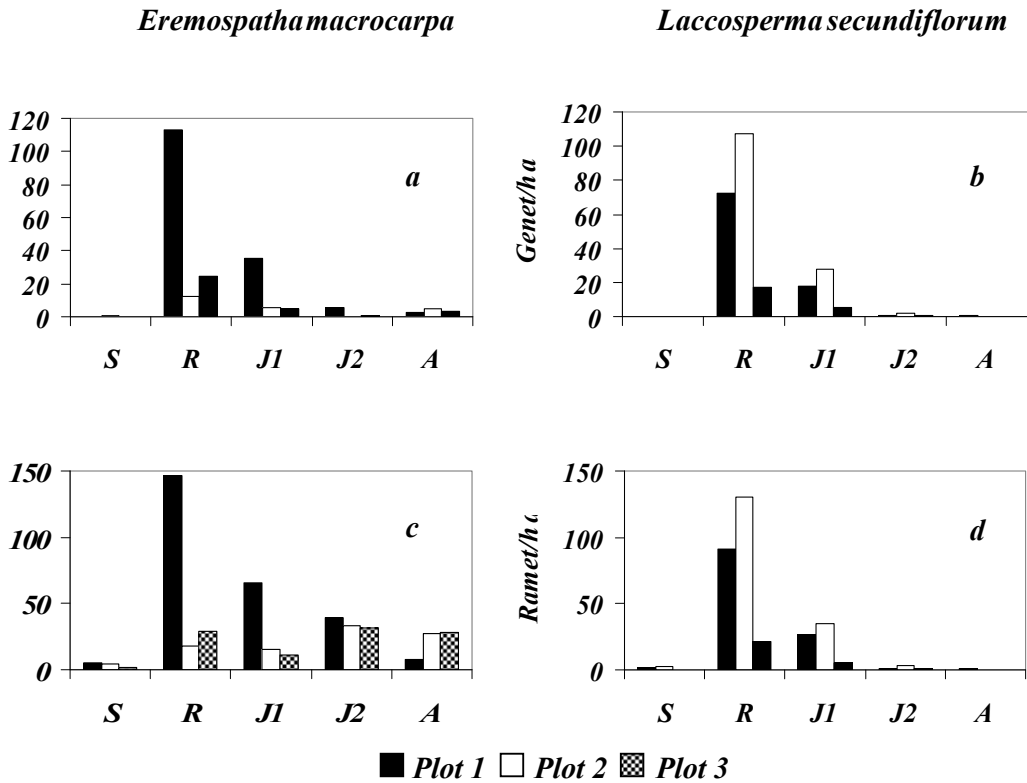 Eremospatha macrocarpa
Laccosperma secundiflorum
120
100
80
60
40
20
0
a
S R J1 J2 A
Genet/ha
120
100
80
60
40
20
0
b
S R J1 J2 A
150
100
50
0
c
S R J1 J2 A
Ramet/ha
150
100
50
0
d
S R J1 J2 A
Plot 1 Plot 2 Plot 3